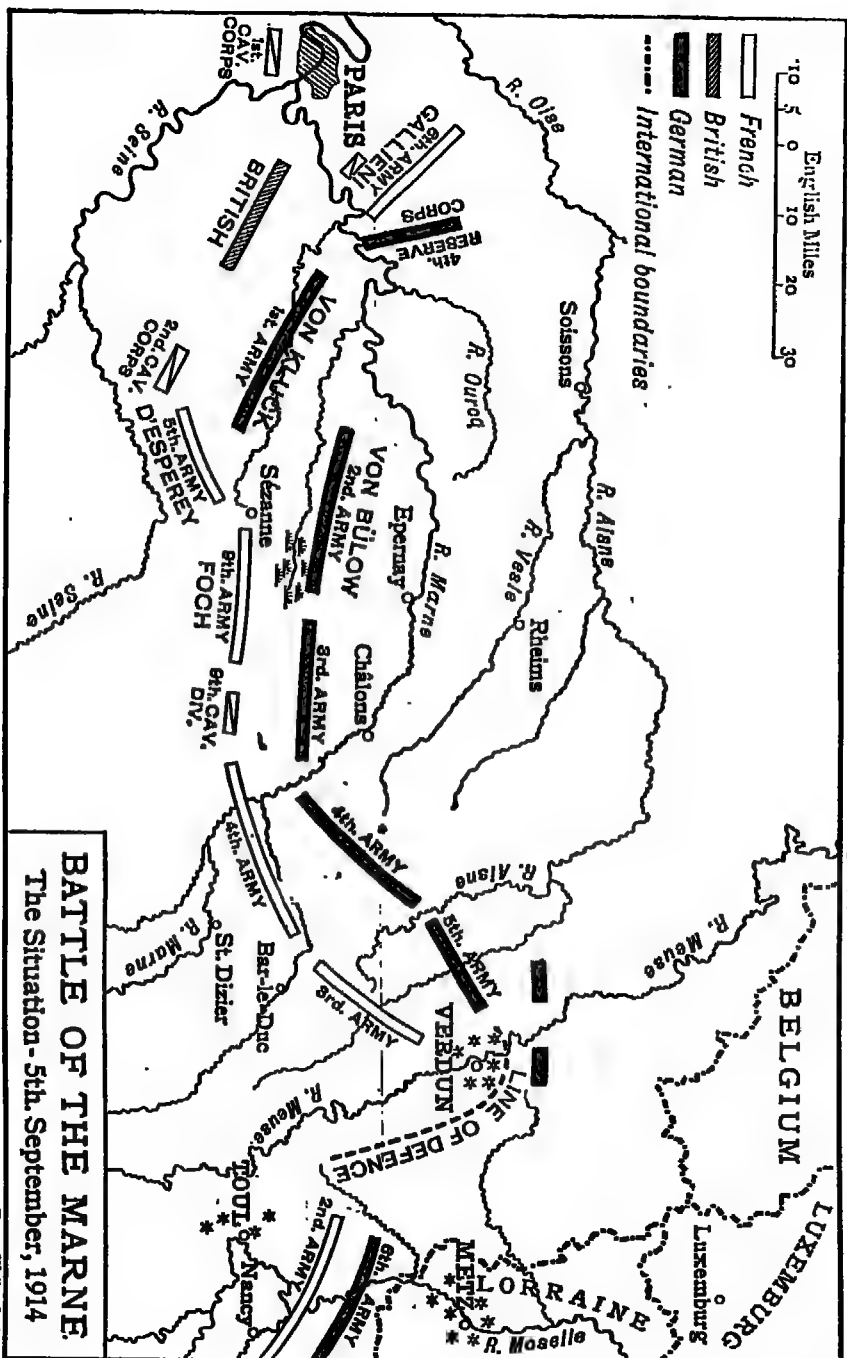 English Miles
10 5 0 10 20 30
French
British
German
International boundaries
BELGIUM
LUXEMBURG
Luxemburg
LORRAINE
METZ
R. Moselle
R. Meuse
R. Oise
Soissons
R. Aisne
R. Vesle
Rheims
R. Ourcq
R. Aisne
PARIS
1st.
CAV.
CORPS
6th. ARMY
GALLIENI
4th.
RESERVE
CORPS
BRITISH
R. Seine
VON KLUCK
1st. ARMY
VON BÜLOW
2nd. ARMY
Epernay
R. Marne
Châlons
3rd. ARMY
4th. ARMY
5th. ARMY
VERDUN
LINE
OF DEFENCE
2nd. CAV.
CORPS
5th. ARMY
D'ESPEREY
Sézanne
9th. ARMY
FOCH
9th. CAV.
DIV.
4th. ARMY
3rd. ARMY
Bar-le-Duc
St. Dizier
R. Marne
R. Seine
R. Meuse
TOUL
Nancy
2nd. ARMY
6th. ARMY
BATTLE OF THE MARNE
The Situation - 5th. September, 1914